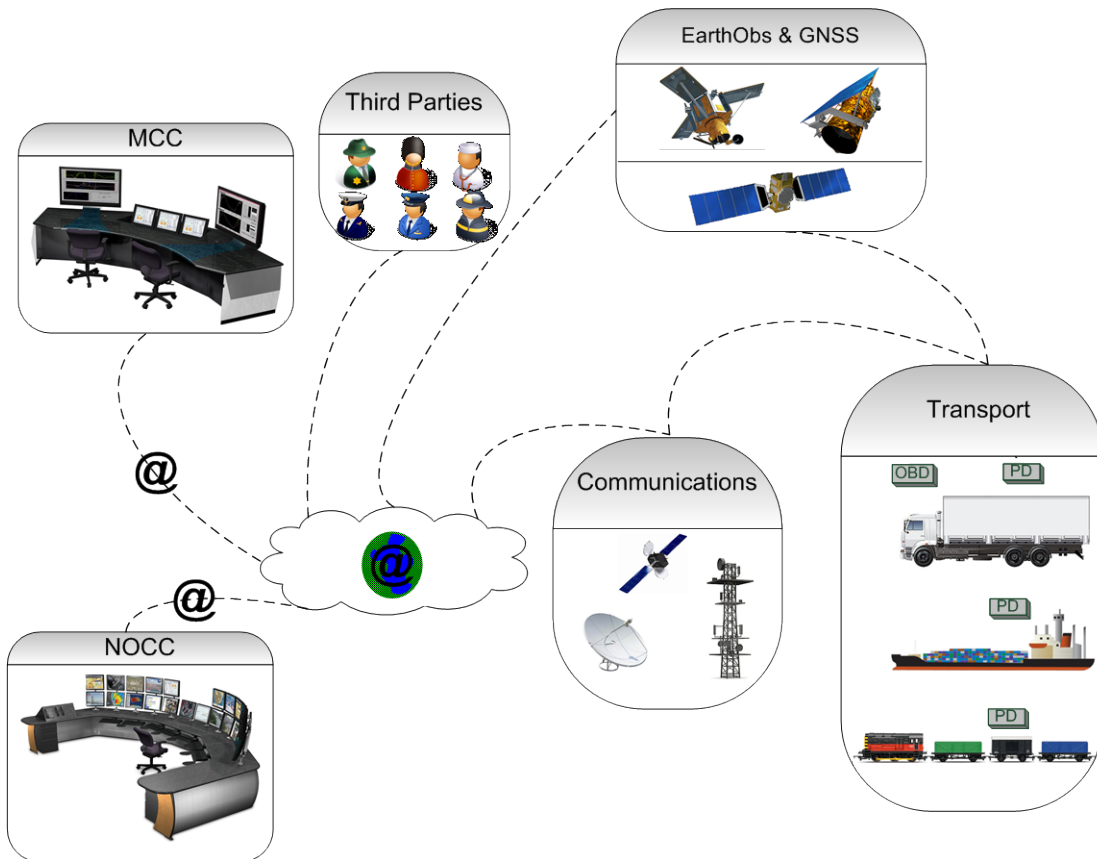 EarthObs & GNSS
Third Parties
MCC
Transport
OBD PD
@
Communications
@
@
PD
NOCC
PD